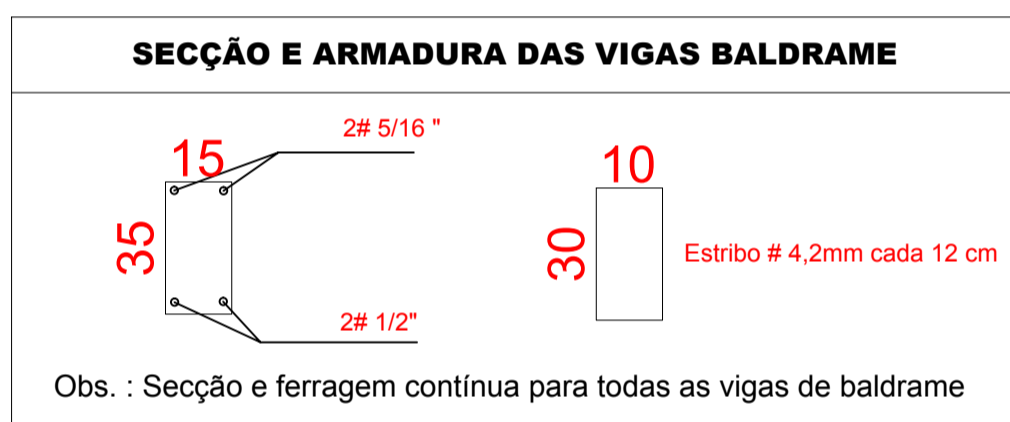 SECÇÃO E ARMADURA DAS VIGAS BALDRAME
2# 5/16 "
15
35
2# 1/2"
10
30
Estribo # 4,2mm cada 12 cm
Obs. : Secção e ferragem contínua para todas as vigas de baldrame